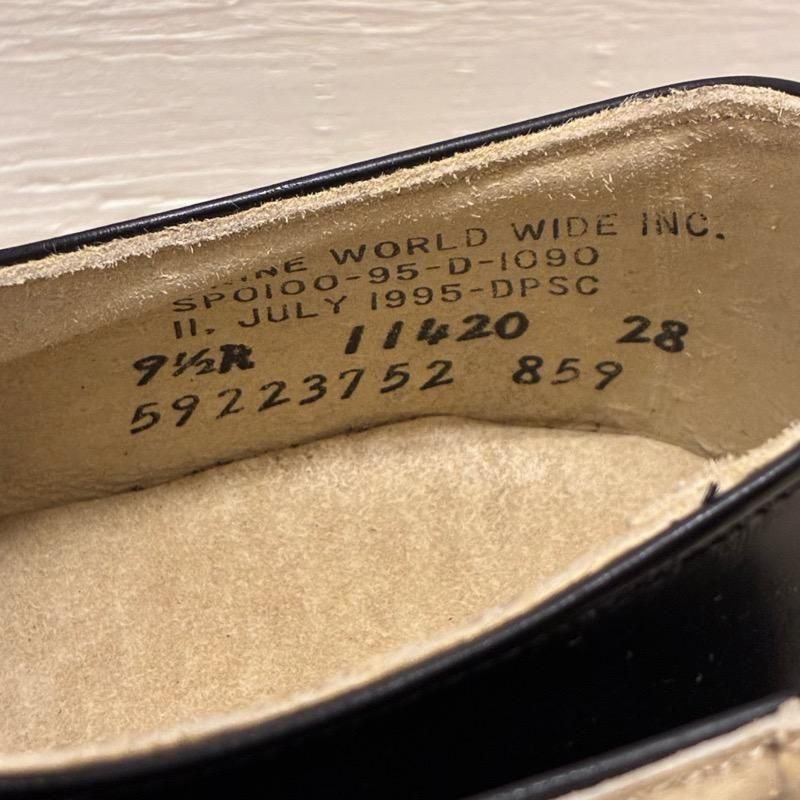 WORLD WIDE INC.
SP0100-95-D-1090
11. JULY 1995-DPSC
9½R 11420 28
59223752 859